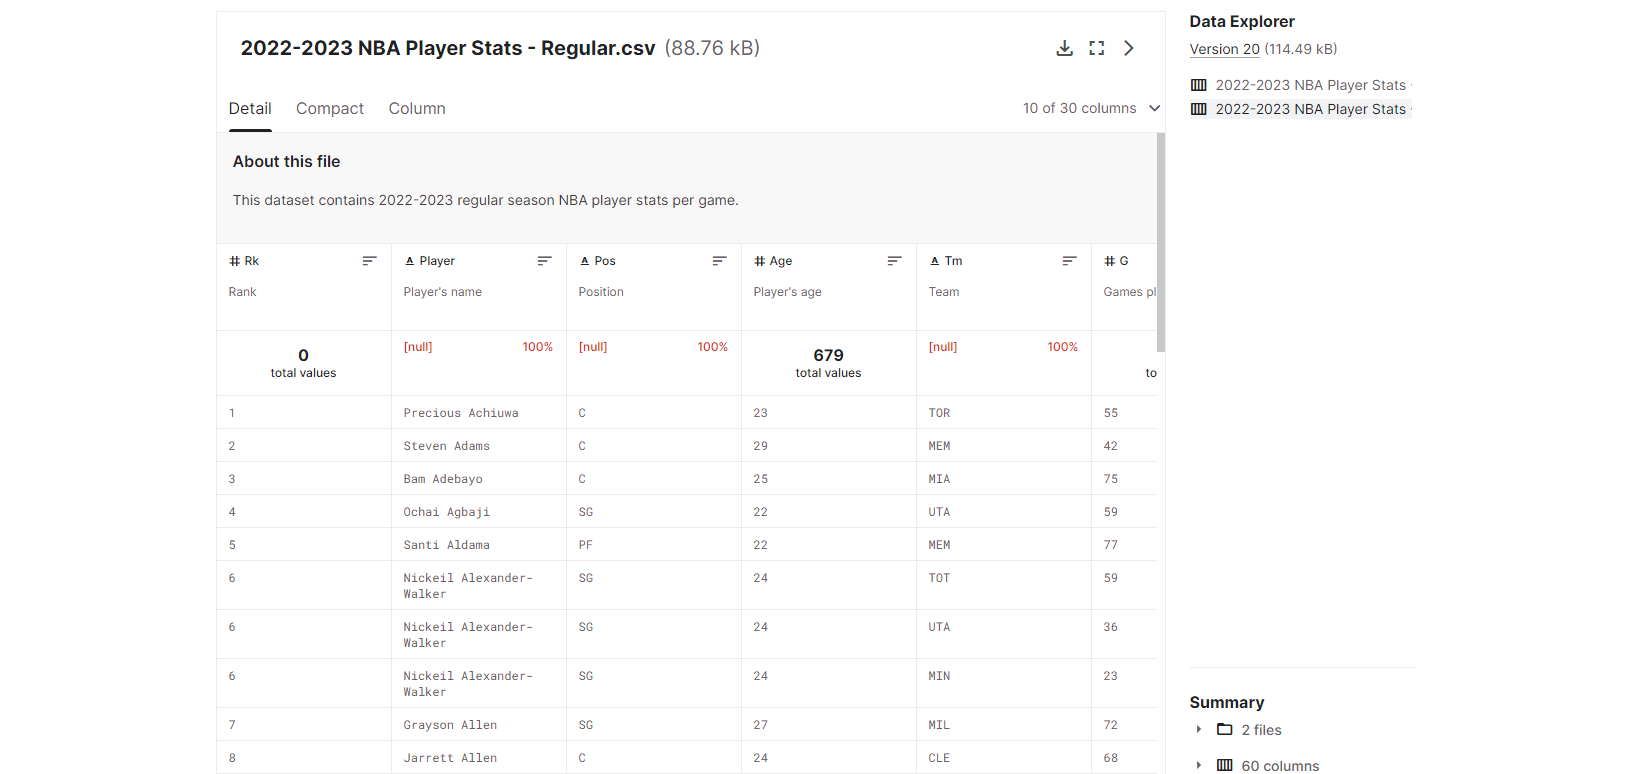 2022-2023 NBA Player Stats - Regular.csv (88.76 kB)
Detail Compact Column 10 of 30 columns
About this file
This dataset contains 2022-2023 regular season NBA player stats per game.
# Rk A Player A Pos # Age A Tm # G
Rank Player's name Position Player's age Team Games pl
0 total values [null] 100% [null] 100% 679 total values [null] 100% to
1 Precious Achiuwa C 23 TOR 55
2 Steven Adams C 29 MEM 42
3 Bam Adebayo C 25 MIA 75
4 Ochai Agbaji SG 22 UTA 59
5 Santi Aldama PF 22 MEM 77
6 Nickeil Alexander-Walker SG 24 TOT 59
6 Nickeil Alexander-Walker SG 24 UTA 36
6 Nickeil Alexander-Walker SG 24 MIN 23
7 Grayson Allen SG 27 MIL 72
8 Jarrett Allen C 24 CLE 68
Data Explorer
Version 20 (114.49 kB)
2022-2023 NBA Player Stats -
2022-2023 NBA Player Stats -
Summary
2 files
60 columns